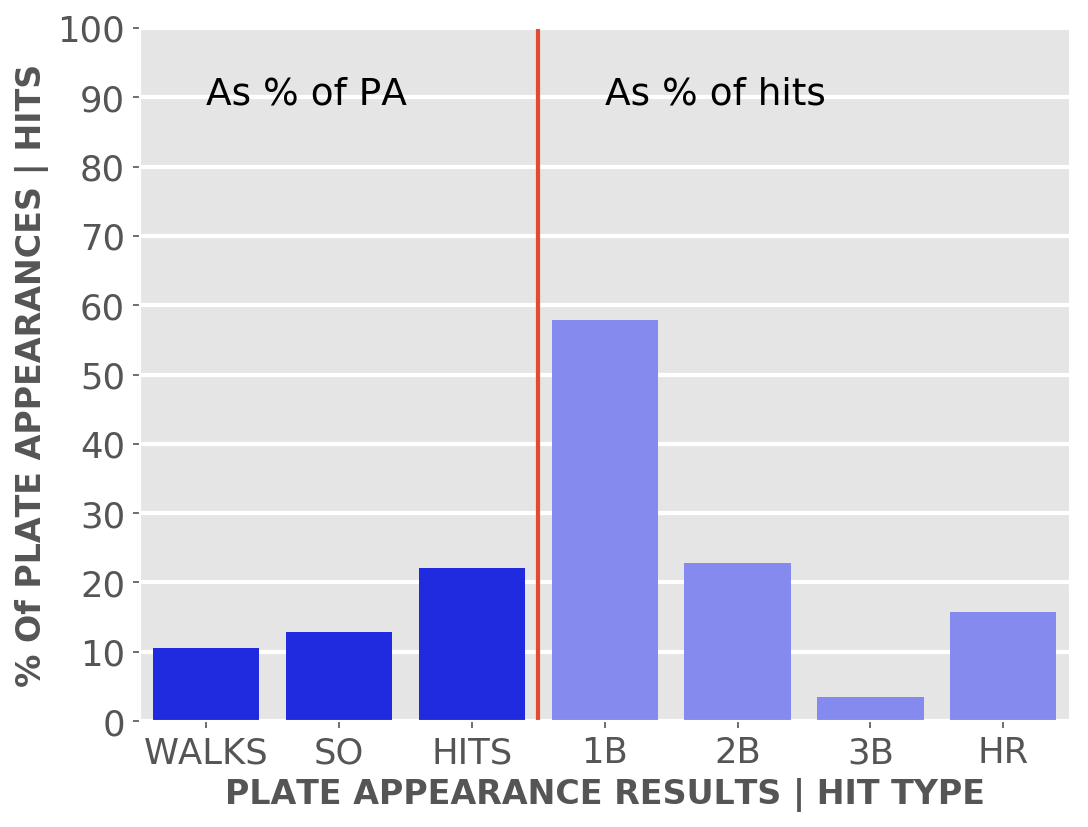 % Of PLATE APPEARANCES | HITS
100
90
80
70
60
50
40
30
20
10
0
As % of PA
As % of hits
WALKS SO HITS 1B 2B 3B HR
PLATE APPEARANCE RESULTS | HIT TYPE